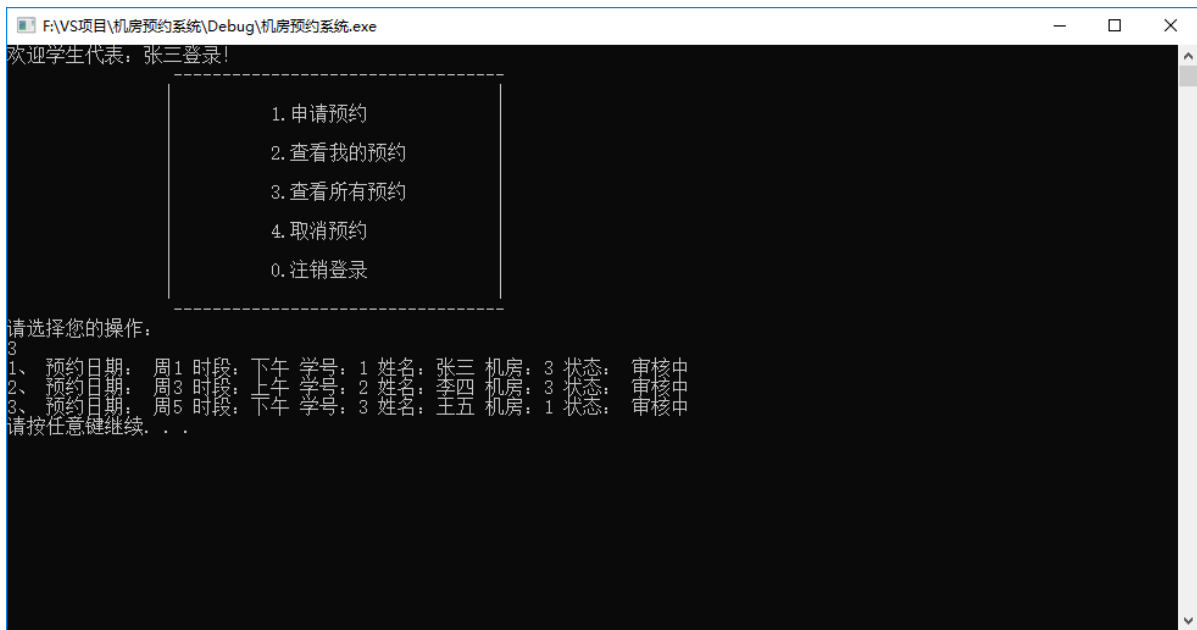 F:\VS项目\机房预约系统\Debug\机房预约系统.exe
欢迎学生代表：张三登录！
1.申请预约
2.查看我的预约
3.查看所有预约
4.取消预约
0.注销登录
请选择您的操作：
3
1、 预约日期： 周1 时段：下午 学号：1 姓名：张三 机房：3 状态： 审核中
2、 预约日期： 周3 时段：上午 学号：2 姓名：李四 机房：3 状态： 审核中
3、 预约日期： 周5 时段：下午 学号：3 姓名：王五 机房：1 状态： 审核中
请按任意键继续. . .